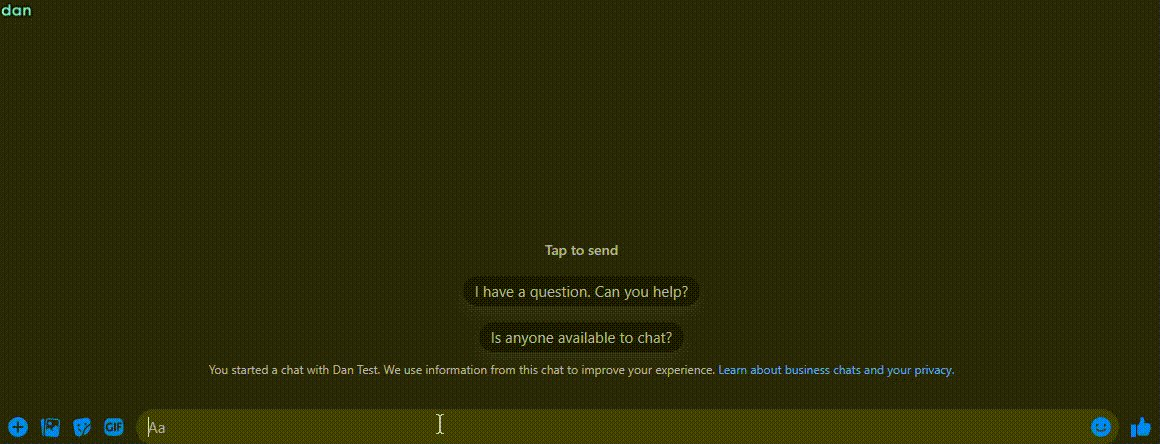 dan
Tap to send
I have a question. Can you help?
Is anyone available to chat?
You started a chat with Dan Test. We use information from this chat to improve your experience. Learn about business chats and your privacy.
GIF
Aa